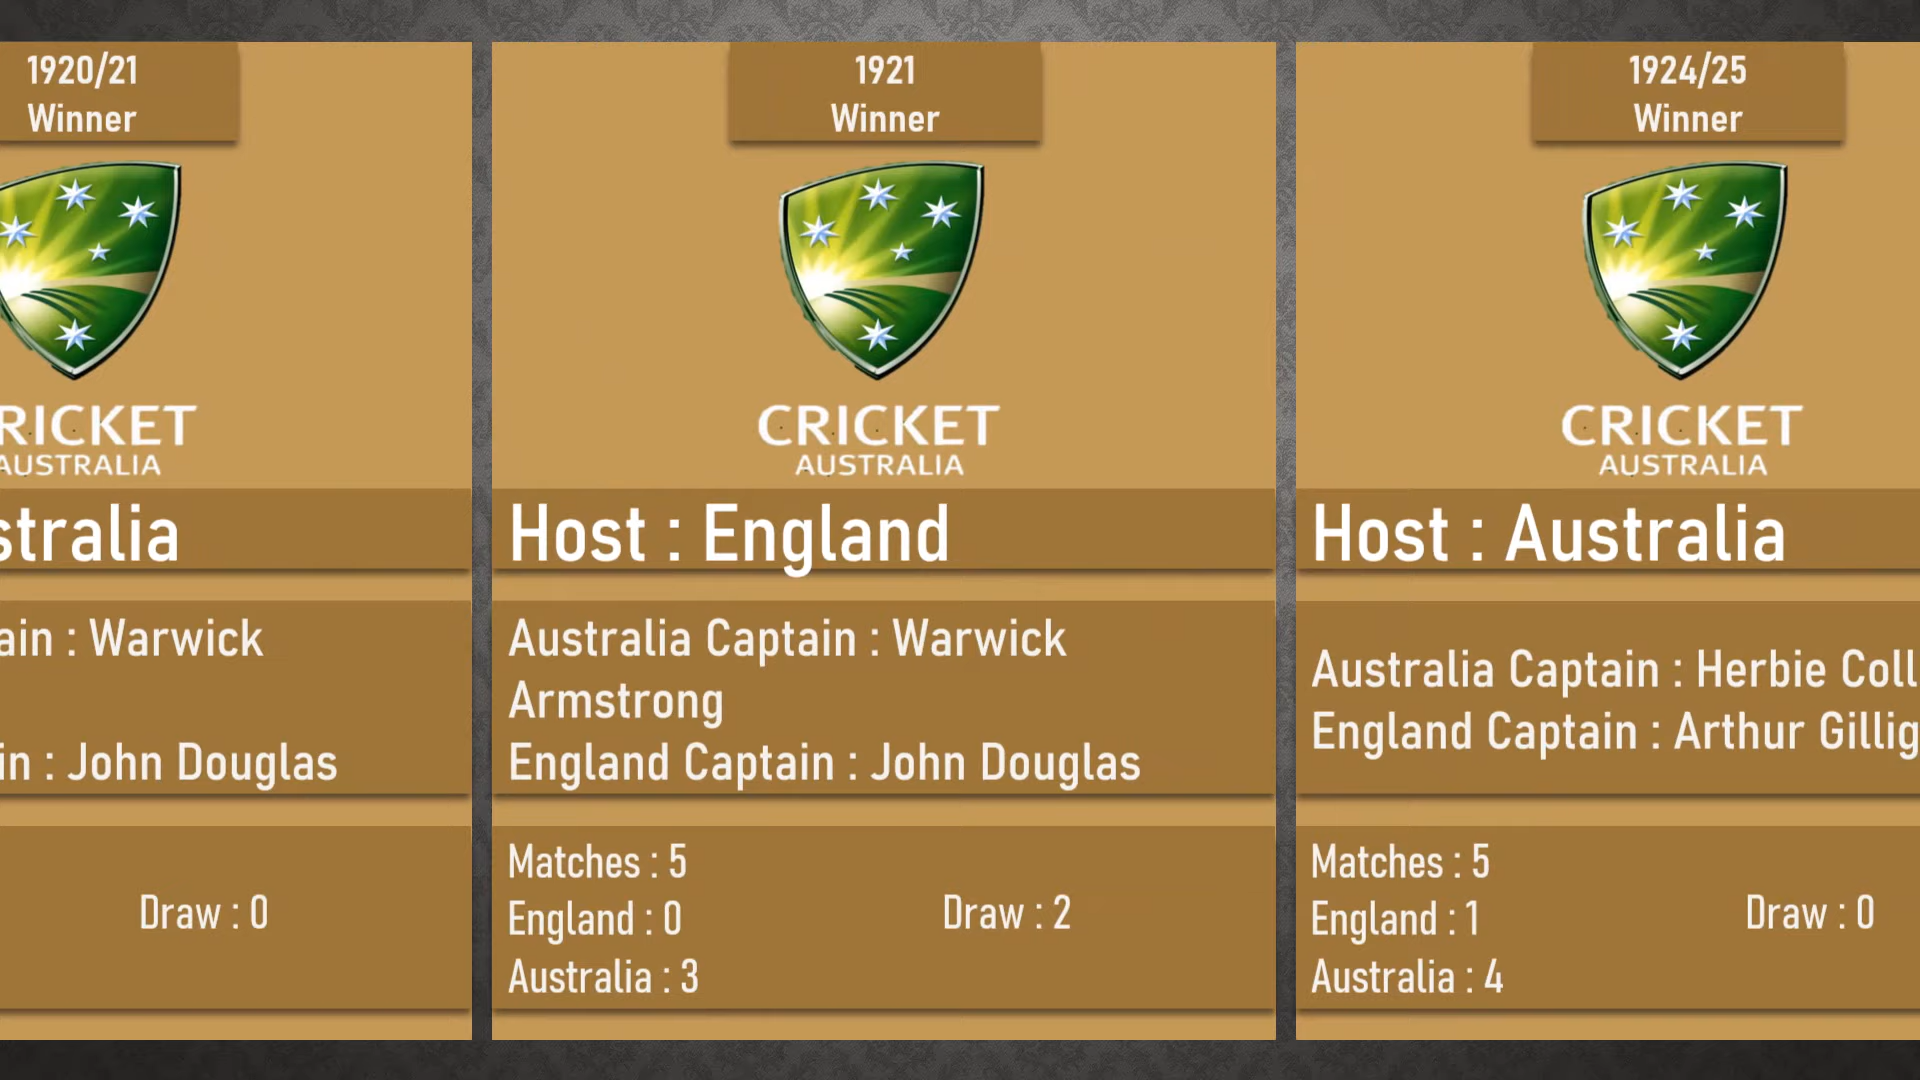 1920/21
Winner
RICKET
AUSTRALIA
stralia
ain : Warwick
in : John Douglas
Draw : 0
1921
Winner
CRICKET
AUSTRALIA
Host : England
Australia Captain : Warwick
Armstrong
England Captain : John Douglas
Matches : 5
England : 0
Australia : 3
Draw : 2
1924/25
Winner
CRICKET
AUSTRALIA
Host : Australia
Australia Captain : Herbie Coll
England Captain : Arthur Gillig
Matches : 5
England : 1
Australia : 4
Draw : 0